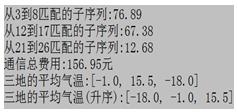 从3到8匹配的子序列:76.89
从12到17匹配的子序列:67.38
从21到26匹配的子序列:12.68
通信总费用:156.95元
三地的平均气温:[-1.0, 15.5, -18.0]
三地的平均气温(升序):[-18.0, -1.0, 15.5]